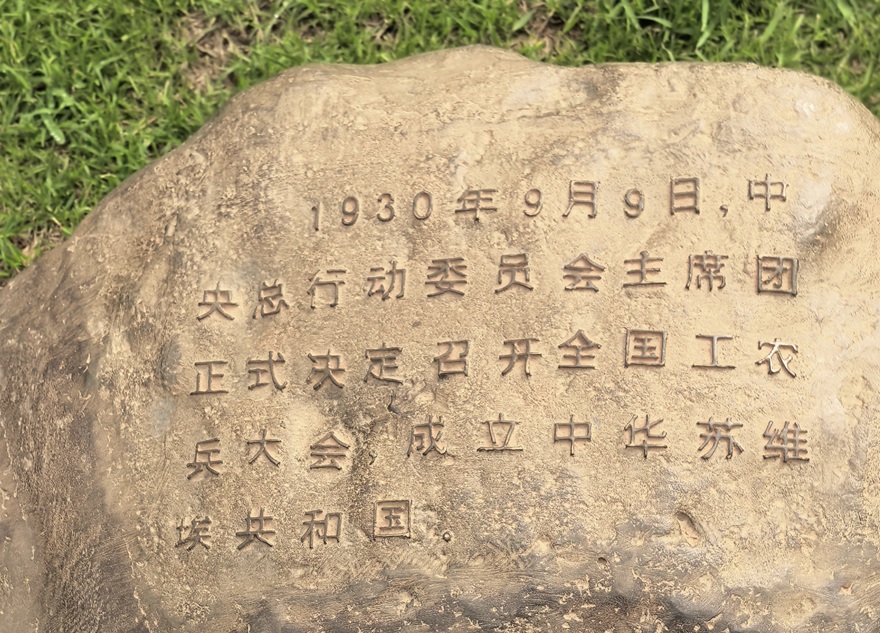 1930年9月9日，中
央总行动委员会主席团
正式决定召开全国工农
兵大会，成立中华苏维
埃共和国。